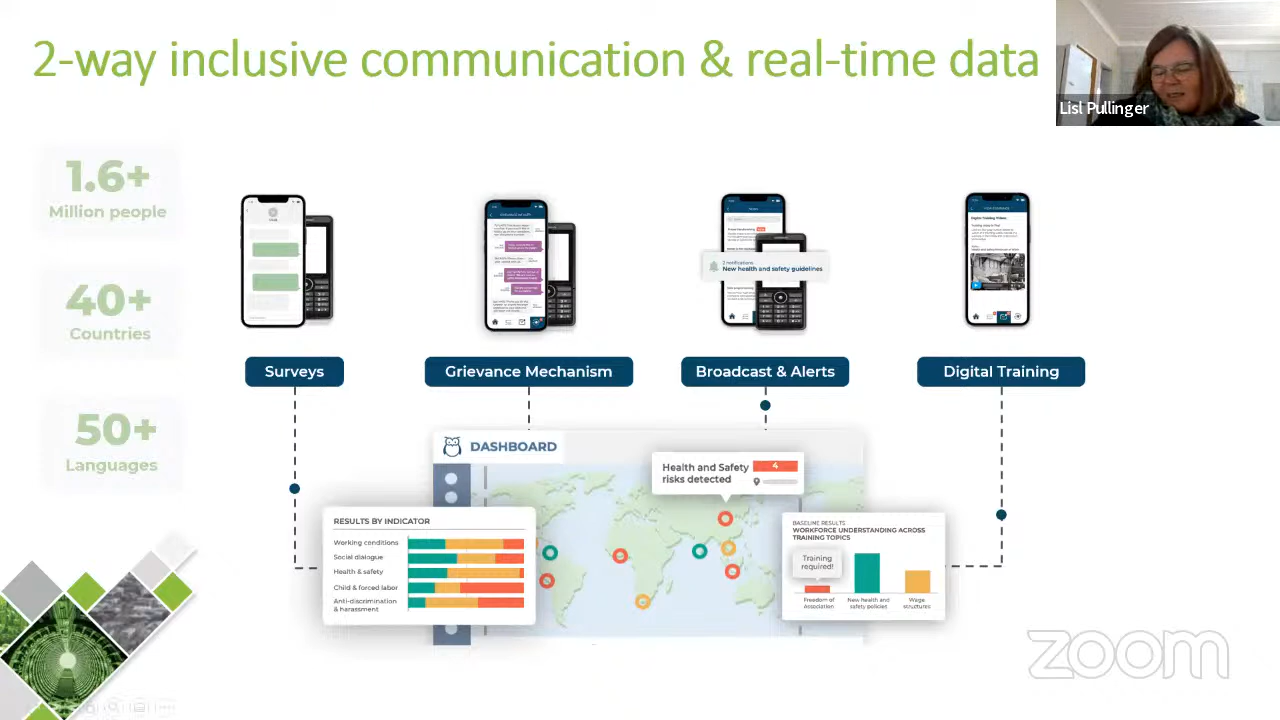 2-way inclusive communication & real-time data
Lisl Pullinger
1.6+
Million people
40+
Countries
50+
Languages
2 notifications
New health and safety guidelines
Surveys
Grievance Mechanism
Broadcast & Alerts
Digital Training
DASHBOARD
Health and Safety
risks detected
4
RESULTS BY INDICATOR
Working conditions
Social dialogue
Health & safety
Child & forced labor
Anti-discrimination
& harassment
BASELINE RESULTS
WORKFORCE UNDERSTANDING ACROSS
TRAINING TOPICS
Training
required!
Freedom of
Association
New health and
safety policies
Wage
structures
zoom